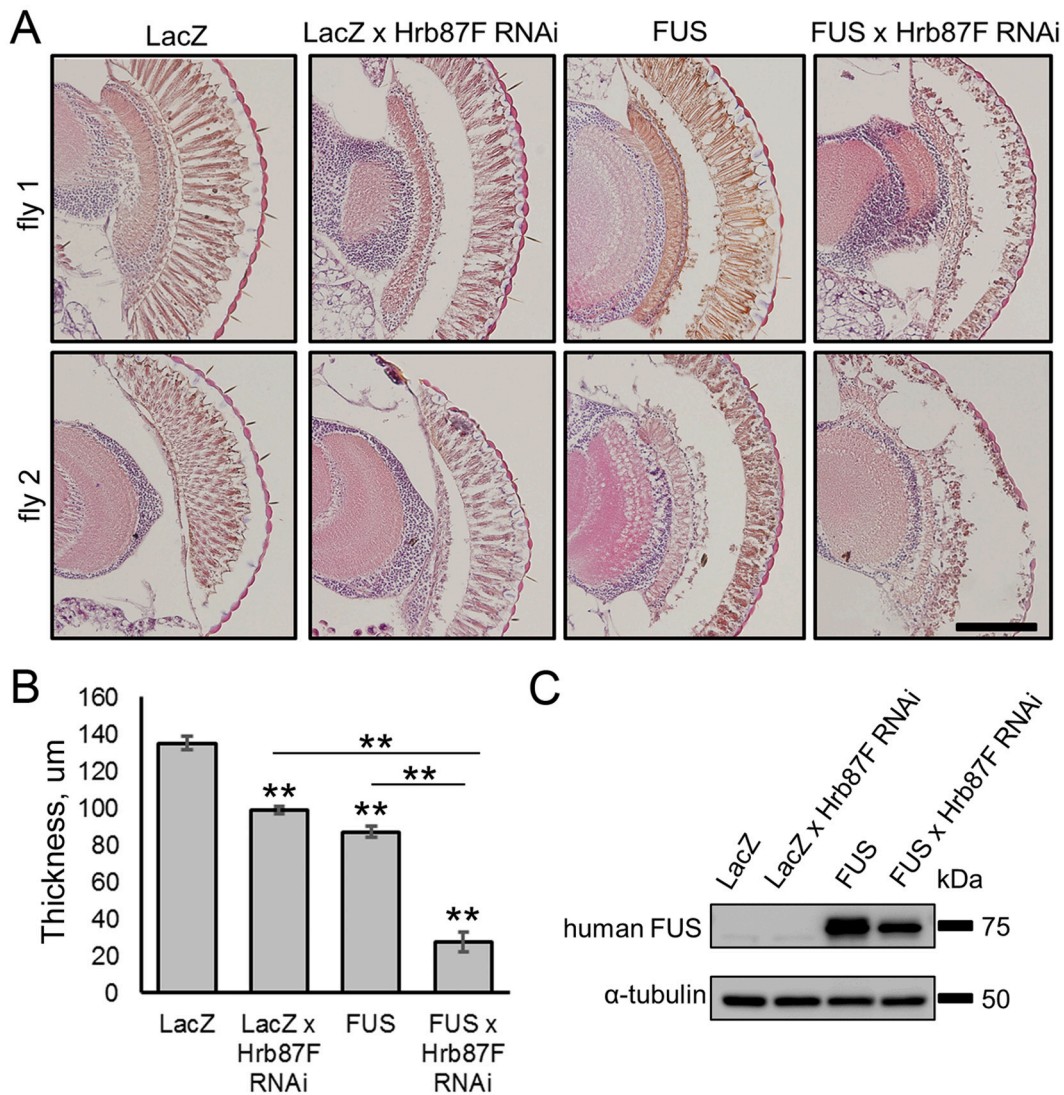 A
LacZ
LacZ x Hrb87F RNAi
FUS
FUS x Hrb87F RNAi
fly 1
fly 2
B
Thickness, um
160
140
120
100
80
60
40
20
0
**
**
**
**
**
LacZ
LacZ x
Hrb87F
RNAi
FUS
FUS x
Hrb87F
RNAi
C
LacZ
LacZ x Hrb87F RNAi
FUS
FUS x Hrb87F RNAi
kDa
human FUS
75
α-tubulin
50